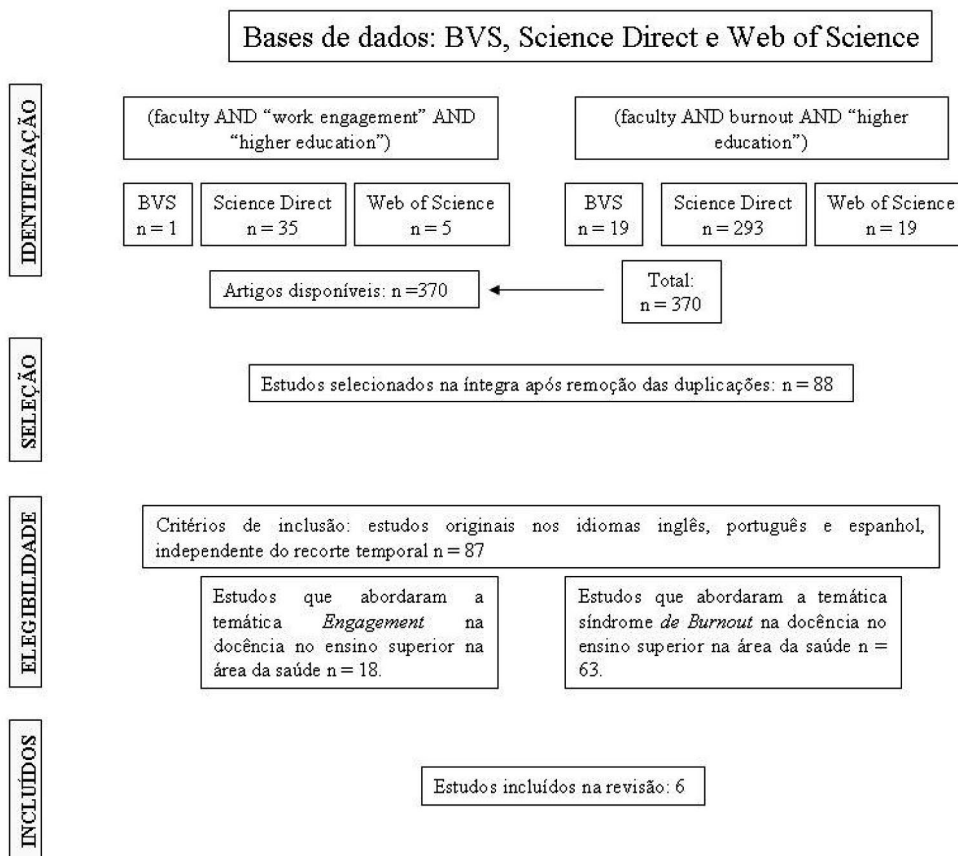 Bases de dados: BVS, Science Direct e Web of Science
IDENTIFICAÇÃO
(faculty AND “work engagement” AND
“higher education”)
(faculty AND burnout AND “higher
education”)
BVS
n = 1
Science Direct
n = 35
Web of Science
n = 5
BVS
n = 19
Science Direct
n = 293
Web of Science
n = 19
Artigos disponíveis: n =370
Total:
n = 370
SELEÇÃO
Estudos selecionados na íntegra após remoção das duplicações: n = 88
ELEGIBILIDADE
Critérios de inclusão: estudos originais nos idiomas inglês, português e espanhol,
independente do recorte temporal n = 87
Estudos que abordaram a
temática Engagement na
docência no ensino superior na
área da saúde n = 18.
Estudos que abordaram a temática
síndrome de Burnout na docência no
ensino superior na área da saúde n =
63.
INCLUÍDOS
Estudos incluídos na revisão: 6